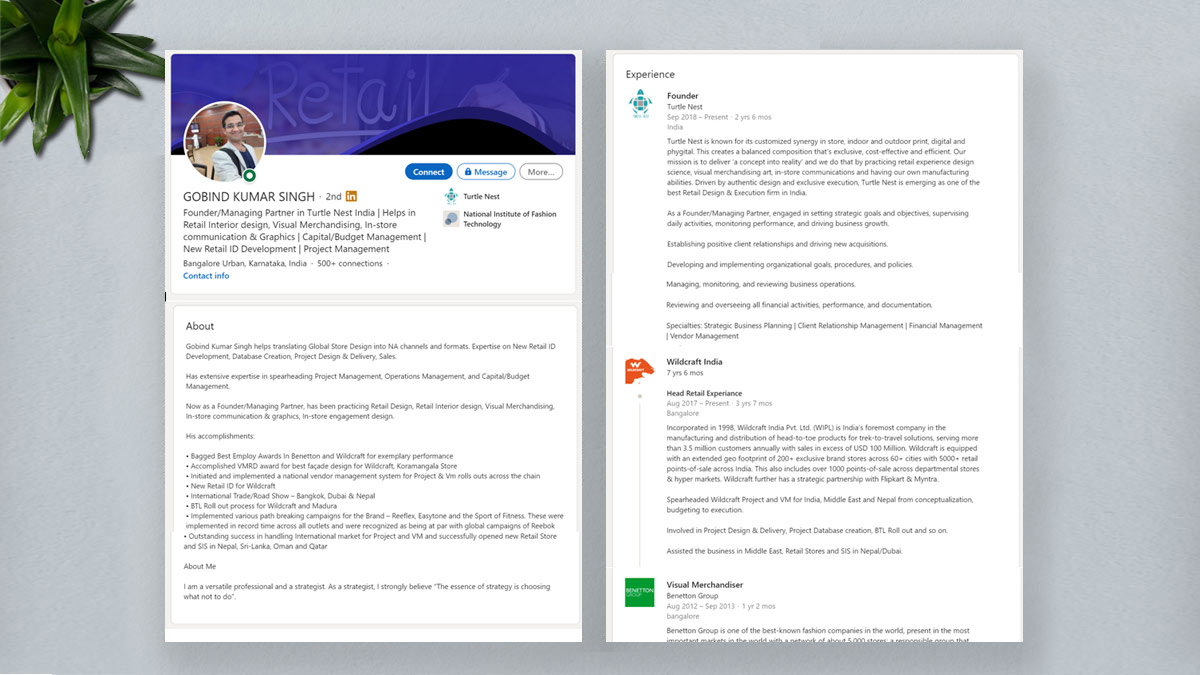 Retail
GOBIND KUMAR SINGH · 2nd in
Founder/Managing Partner in Turtle Nest India | Helps in
Retail Interior design, Visual Merchandising, In-store
communication & Graphics | Capital/Budget Management |
New Retail ID Development | Project Management
Bangalore Urban, Karnataka, India · 500+ connections ·
Contact info
Connect
Message
More...
Turtle Nest
National Institute of Fashion
Technology
About
Gobind Kumar Singh helps translating Global Store Design into NA channels and formats. Expertise on New Retail ID
Development, Database Creation, Project Design & Delivery, Sales.
Has extensive expertise in spearheading Project Management, Operations Management, and Capital/Budget
Management.
Now as a Founder/Managing Partner, has been practicing Retail Design, Retail Interior design, Visual Merchandising,
In-store communication & graphics, In-store engagement design.
His accomplishments:
• Bagged Best Employ Awards In Benetton and Wildcraft for exemplary performance
• Accomplished VMRD award for best façade design for Wildcraft, Koramangala Store
• Initiated and implemented a national vendor management system for Project & Vm rolls outs across the chain
• New Retail ID for Wildcraft
• International Trade/Road Show – Bangkok, Dubai & Nepal
• BTL Roll out process for Wildcraft and Madura
• Implemented various path breaking campaigns for the Brand – Reeflex, Easytone and the Sport of Fitness. These were
implemented in record time across all outlets and were recognized as being at par with global campaigns of Reebok
• Outstanding success in handling International market for Project and VM and successfully opened new Retail Store
and SIS in Nepal, Sri-Lanka, Oman and Qatar
About Me
I am a versatile professional and a strategist. As a strategist, I strongly believe "The essence of strategy is choosing
what not to do".
Experience
Founder
Turtle Nest
Sep 2018 – Present · 2 yrs 6 mos
India
Turtle Nest is known for its customized synergy in store, indoor and outdoor print, digital and
phygital. This creates a balanced composition that's exclusive, cost-effective and efficient. Our
mission is to deliver 'a concept into reality' and we do that by practicing retail experience design
science, visual merchandising art, in-store communications and having our own manufacturing
abilities. Driven by authentic design and exclusive execution, Turtle Nest is emerging as one of the
best Retail Design & Execution firm in India.
As a Founder/Managing Partner, engaged in setting strategic goals and objectives, supervising
daily activities, monitoring performance, and driving business growth.
Establishing positive client relationships and driving new acquisitions.
Developing and implementing organizational goals, procedures, and policies.
Managing, monitoring, and reviewing business operations.
Reviewing and overseeing all financial activities, performance, and documentation.
Specialties: Strategic Business Planning | Client Relationship Management | Financial Management
| Vendor Management
Wildcraft India
7 yrs 6 mos
Head Retail Experiance
Aug 2017 – Present · 3 yrs 7 mos
Bangalore
Incorporated in 1998, Wildcraft India Pvt. Ltd. (WIPL) is India's foremost company in the
manufacturing and distribution of head-to-toe products for trek-to-travel solutions, serving more
than 3.5 million customers annually with sales in excess of USD 100 Million. Wildcraft is equipped
with an extended geo footprint of 200+ exclusive brand stores across 60+ cities with 5000+ retail
points-of-sale across India. This also includes over 1000 points-of-sale across departmental stores
& hyper markets. Wildcraft further has a strategic partnership with Flipkart & Myntra.
Spearheaded Wildcraft Project and VM for India, Middle East and Nepal from conceptualization,
budgeting to execution.
Involved in Project Design & Delivery, Project Database creation, BTL Roll out and so on.
Assisted the business in Middle East, Retail Stores and SIS in Nepal/Dubai.
BENETTON
GROUP
Visual Merchandiser
Benetton Group
Aug 2012 – Sep 2013 · 1 yr 2 mos
bangalore
Benetton Group is one of the best-known fashion companies in the world, present in the most
important markets in the world with a network of about 5,000 stores; a responsible group that